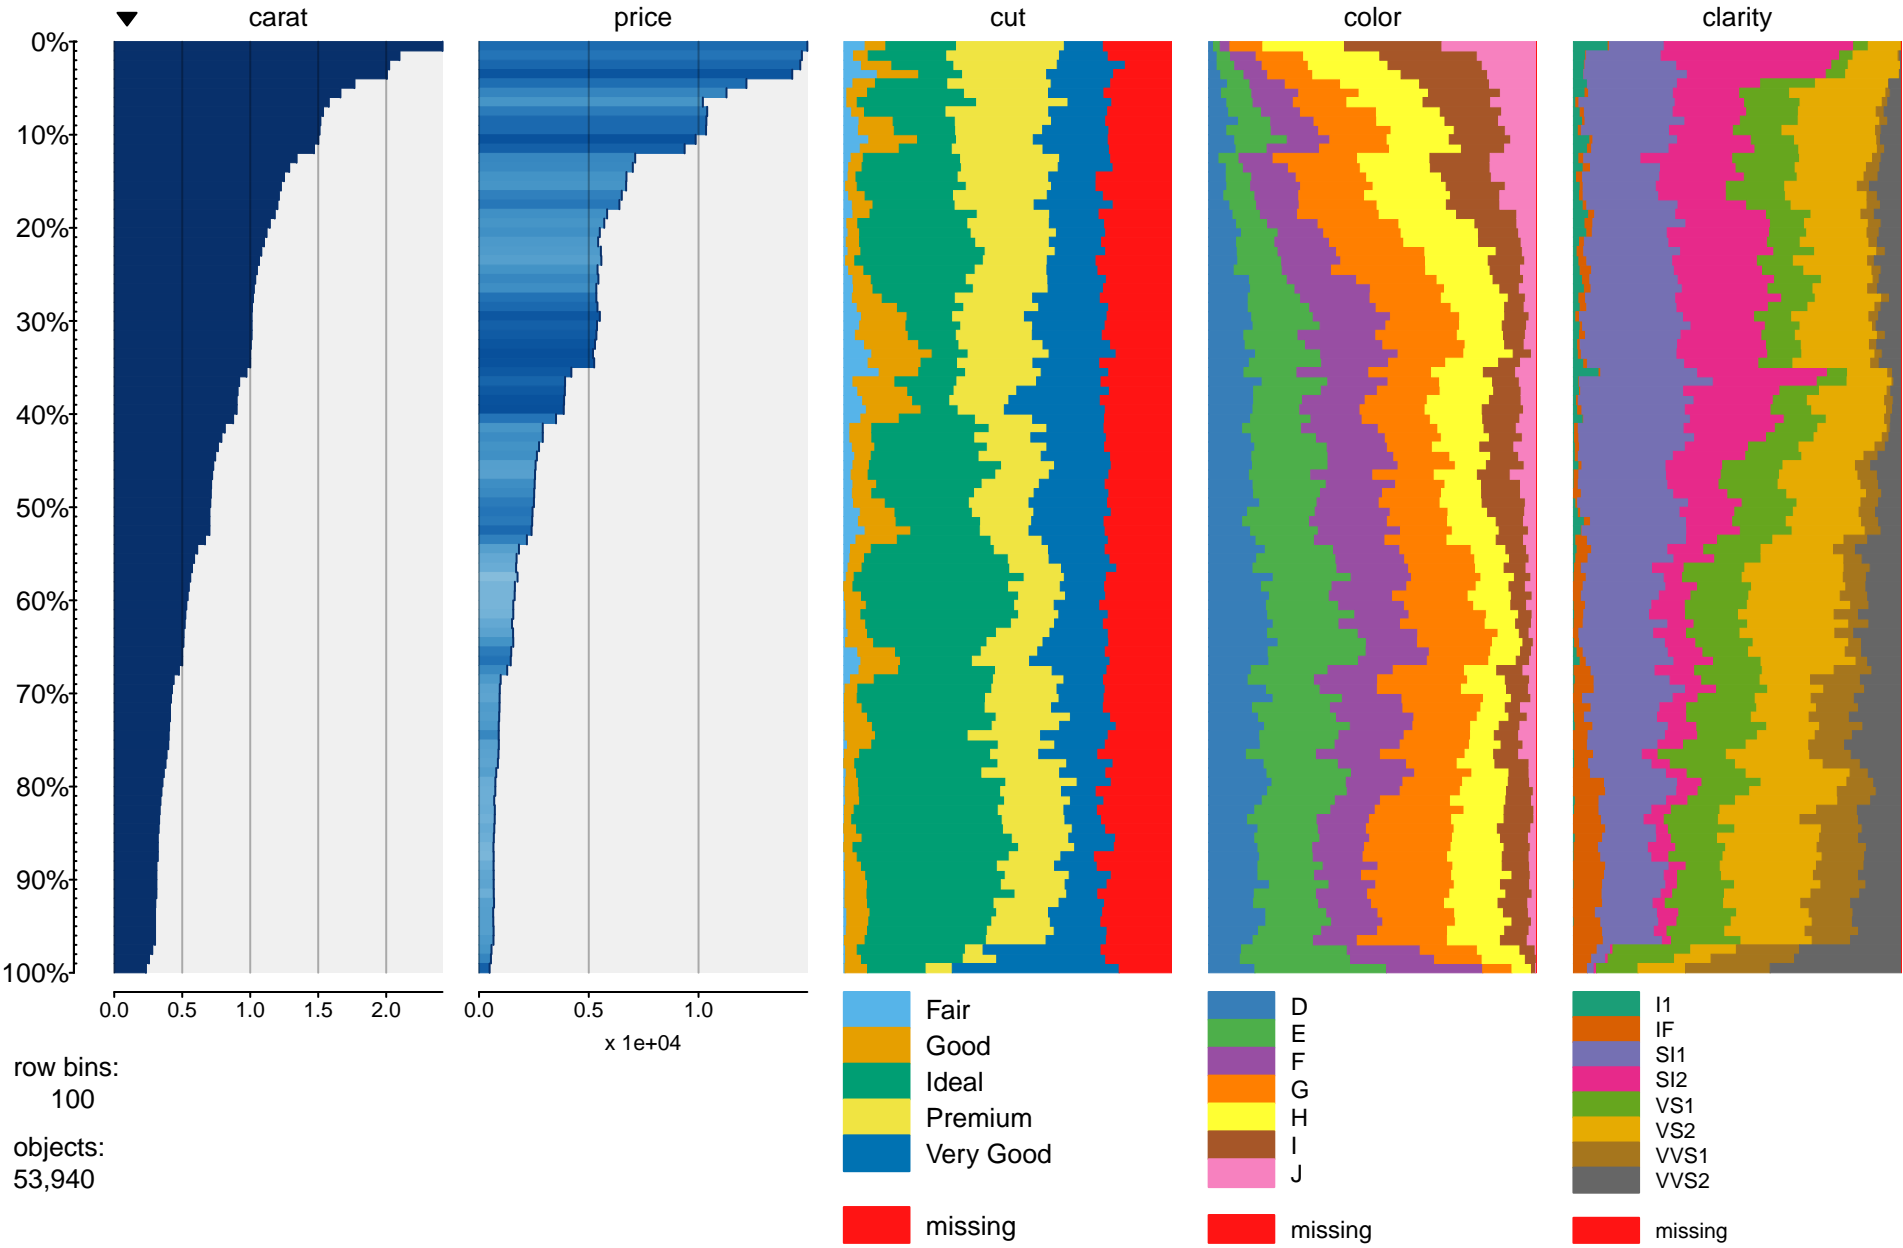 carat price cut color clarity
0%
10%
20%
30%
40%
50%
60%
70%
80%
90%
100%
0.0 0.5 1.0 1.5 2.0
0.0 0.5 1.0
x 1e+04
row bins:
100
objects:
53,940
Fair
Good
Ideal
Premium
Very Good
missing
D
E
F
G
H
I
J
missing
I1
IF
SI1
SI2
VS1
VS2
VVS1
VVS2
missing